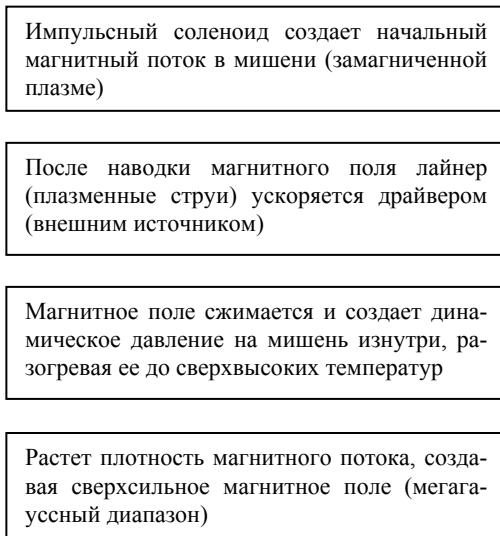 Импульсный соленоид создает начальный
магнитный поток в мишени (замагниченной
плазме)
После наводки магнитного поля лайнер
(плазменные струи) ускоряется драйвером
(внешним источником)
Магнитное поле сжимается и создает дина-
мическое давление на мишень изнутри, ра-
зогревая ее до сверхвысоких температур
Растет плотность магнитного потока, созда-
вая сверхсильное магнитное поле (мегага-
уссный диапазон)